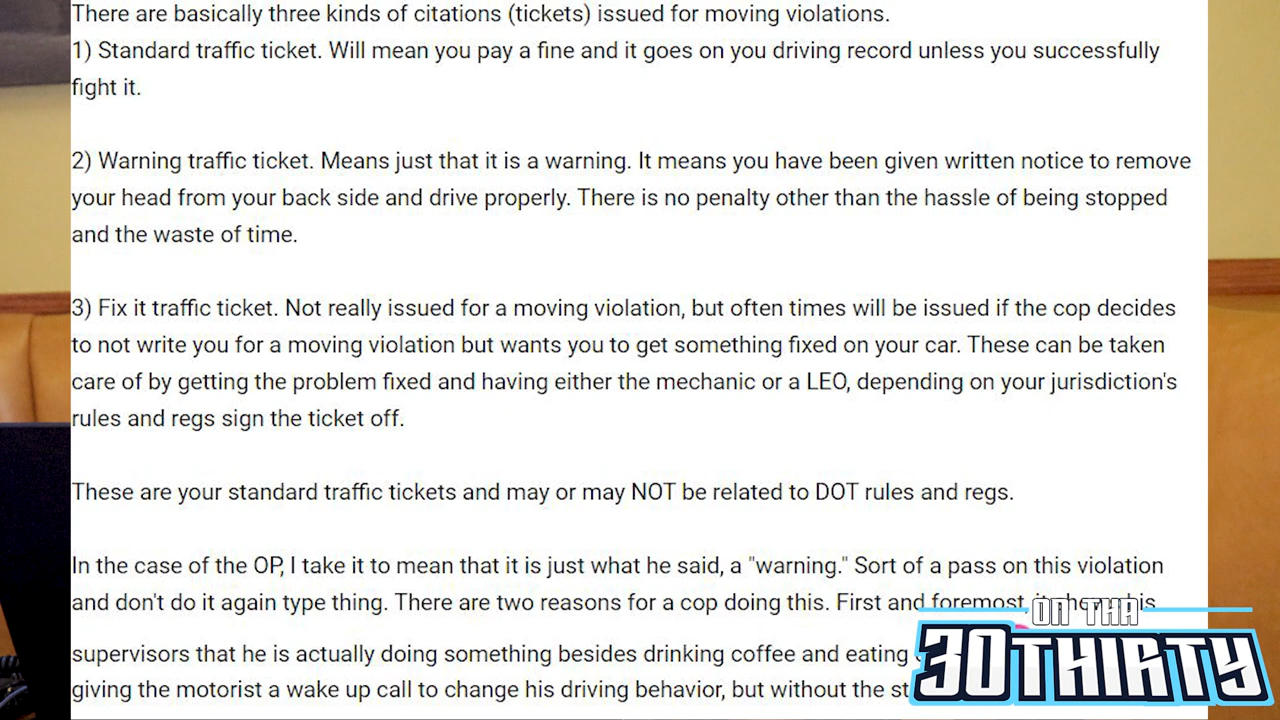 There are basically three kinds of citations (tickets) issued for moving violations.
1) Standard traffic ticket. Will mean you pay a fine and it goes on you driving record unless you successfully
fight it.
2) Warning traffic ticket. Means just that it is a warning. It means you have been given written notice to remove
your head from your back side and drive properly. There is no penalty other than the hassle of being stopped
and the waste of time.
3) Fix it traffic ticket. Not really issued for a moving violation, but often times will be issued if the cop decides
to not write you for a moving violation but wants you to get something fixed on your car. These can be taken
care of by getting the problem fixed and having either the mechanic or a LEO, depending on your jurisdiction's
rules and regs sign the ticket off.
These are your standard traffic tickets and may or may NOT be related to DOT rules and regs.
In the case of the OP, I take it to mean that it is just what he said, a "warning." Sort of a pass on this violation
and don't do it again type thing. There are two reasons for a cop doing this. First and foremost,
supervisors that he is actually doing something besides drinking coffee and eating
giving the motorist a wake up call to change his driving behavior, but without the
ON THA
30THIRTY